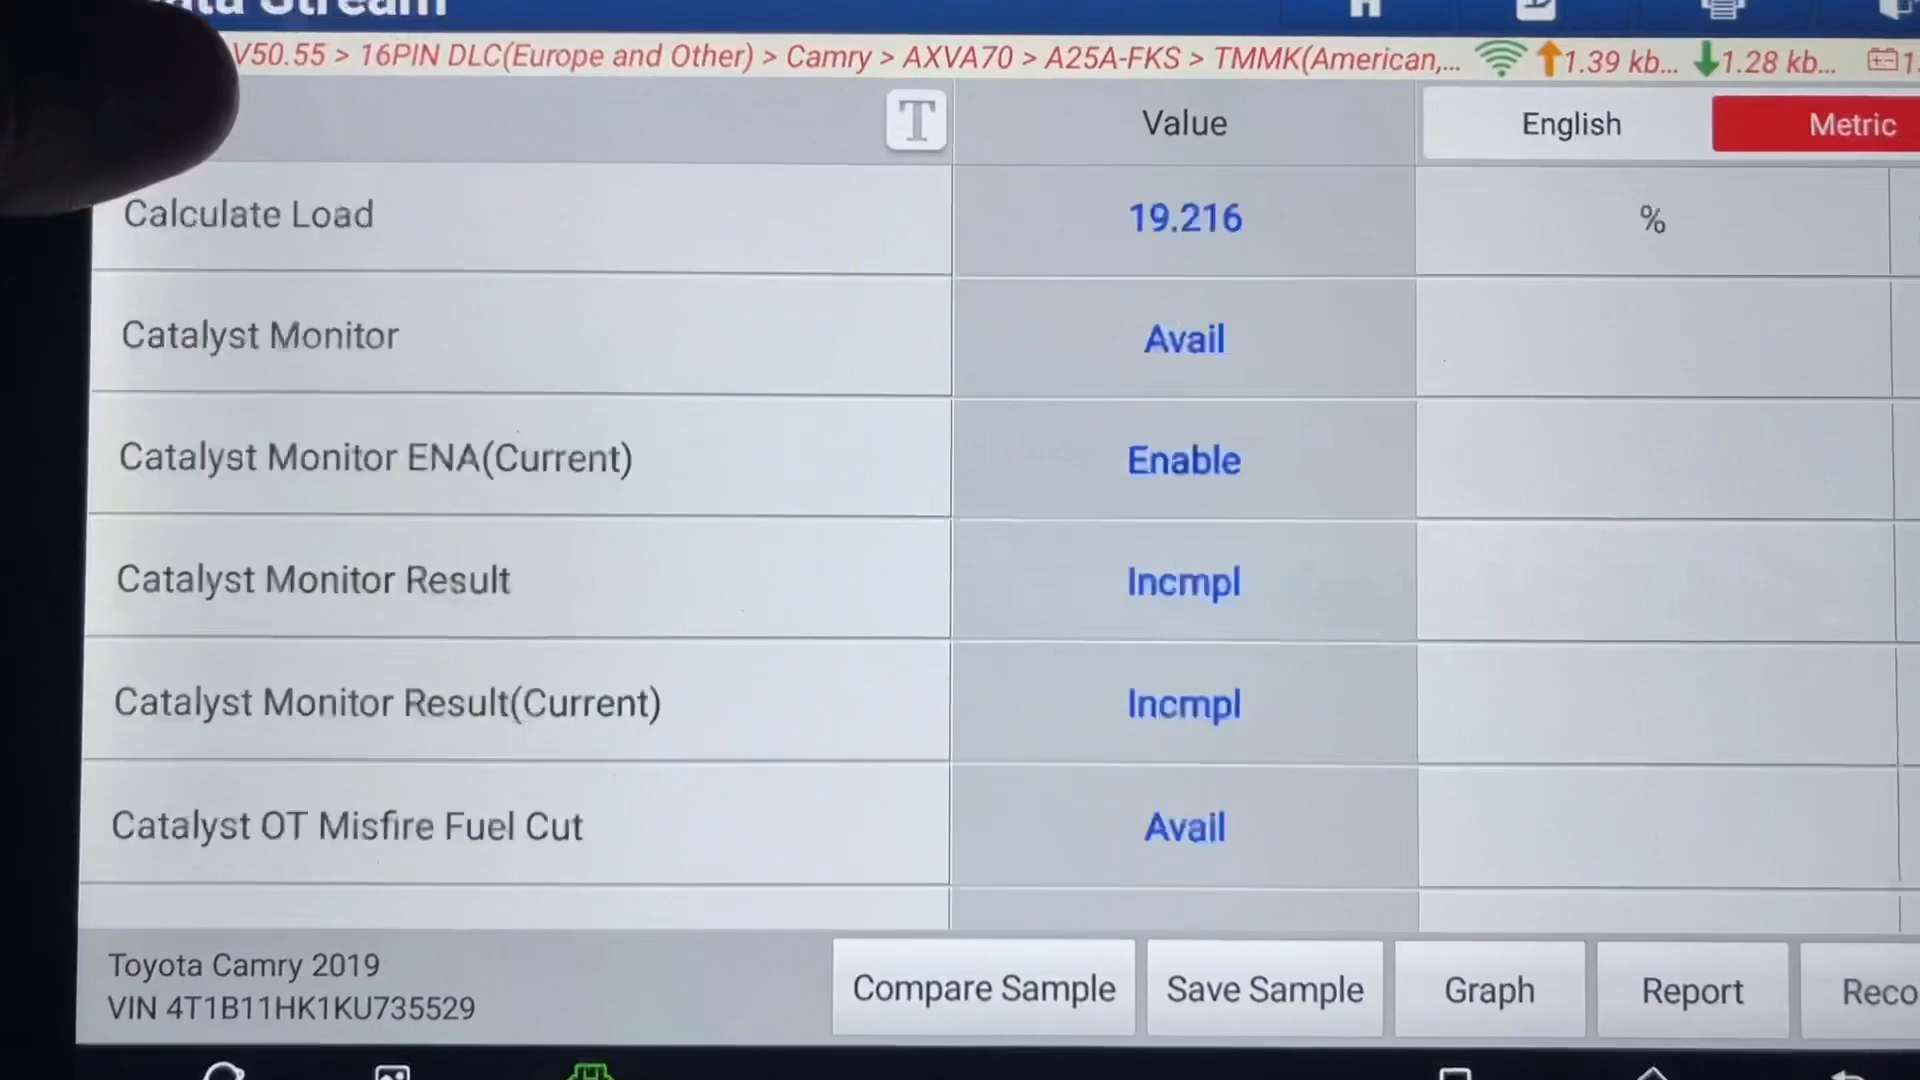 Stream
V50.55 > 16PIN DLC(Europe and Other) > Camry > AXVA70 > A25A-FKS > TMMK(American,... 1.39 kb... 1.28 kb...
T Value English Metric
Calculate Load 19.216 %
Catalyst Monitor Avail
Catalyst Monitor ENA(Current) Enable
Catalyst Monitor Result Incmpl
Catalyst Monitor Result(Current) Incmpl
Catalyst OT Misfire Fuel Cut Avail
Toyota Camry 2019
VIN 4T1B11HK1KU735529
Compare Sample Save Sample Graph Report Reco